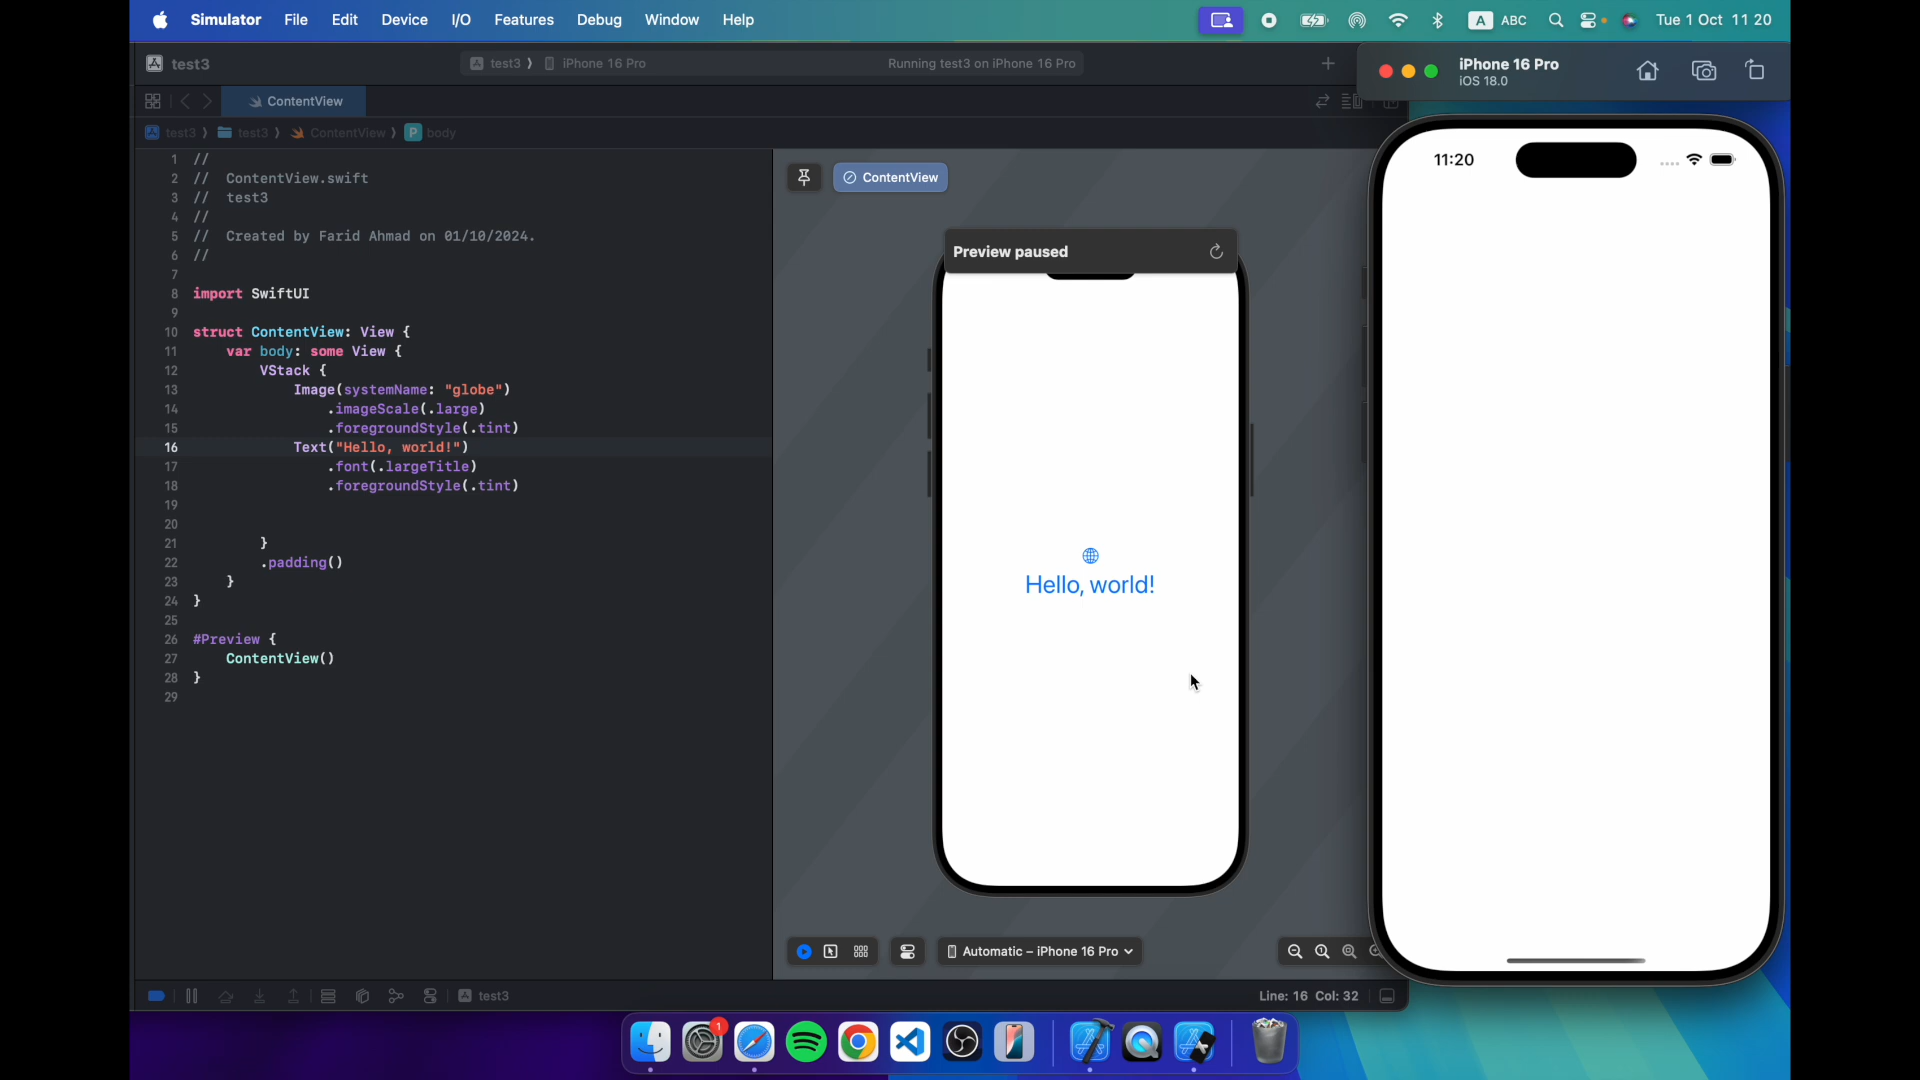 Simulator File Edit Device I/O Features Debug Window Help
A ABC Tue 1 Oct 11 20
test3
test3 ⟩ iPhone 16 Pro Running test3 on iPhone 16 Pro
ContentView
test3 ⟩ test3 ⟩ ContentView ⟩ P body
1 //
2 // ContentView.swift
3 // test3
4 //
5 // Created by Farid Ahmad on 01/10/2024.
6 //
7
8 import SwiftUI
9
10 struct ContentView: View {
11 var body: some View {
12 VStack {
13 Image(systemName: "globe")
14 .imageScale(.large)
15 .foregroundStyle(.tint)
16 Text("Hello, world!")
17 .font(.largeTitle)
18 .foregroundStyle(.tint)
19
20
21 }
22 .padding()
23 }
24 }
25
26 #Preview {
27 ContentView()
28 }
29
ContentView
Preview paused
Hello, world!
Automatic – iPhone 16 Pro
test3
Line: 16 Col: 32
iPhone 16 Pro
iOS 18.0
11:20
1